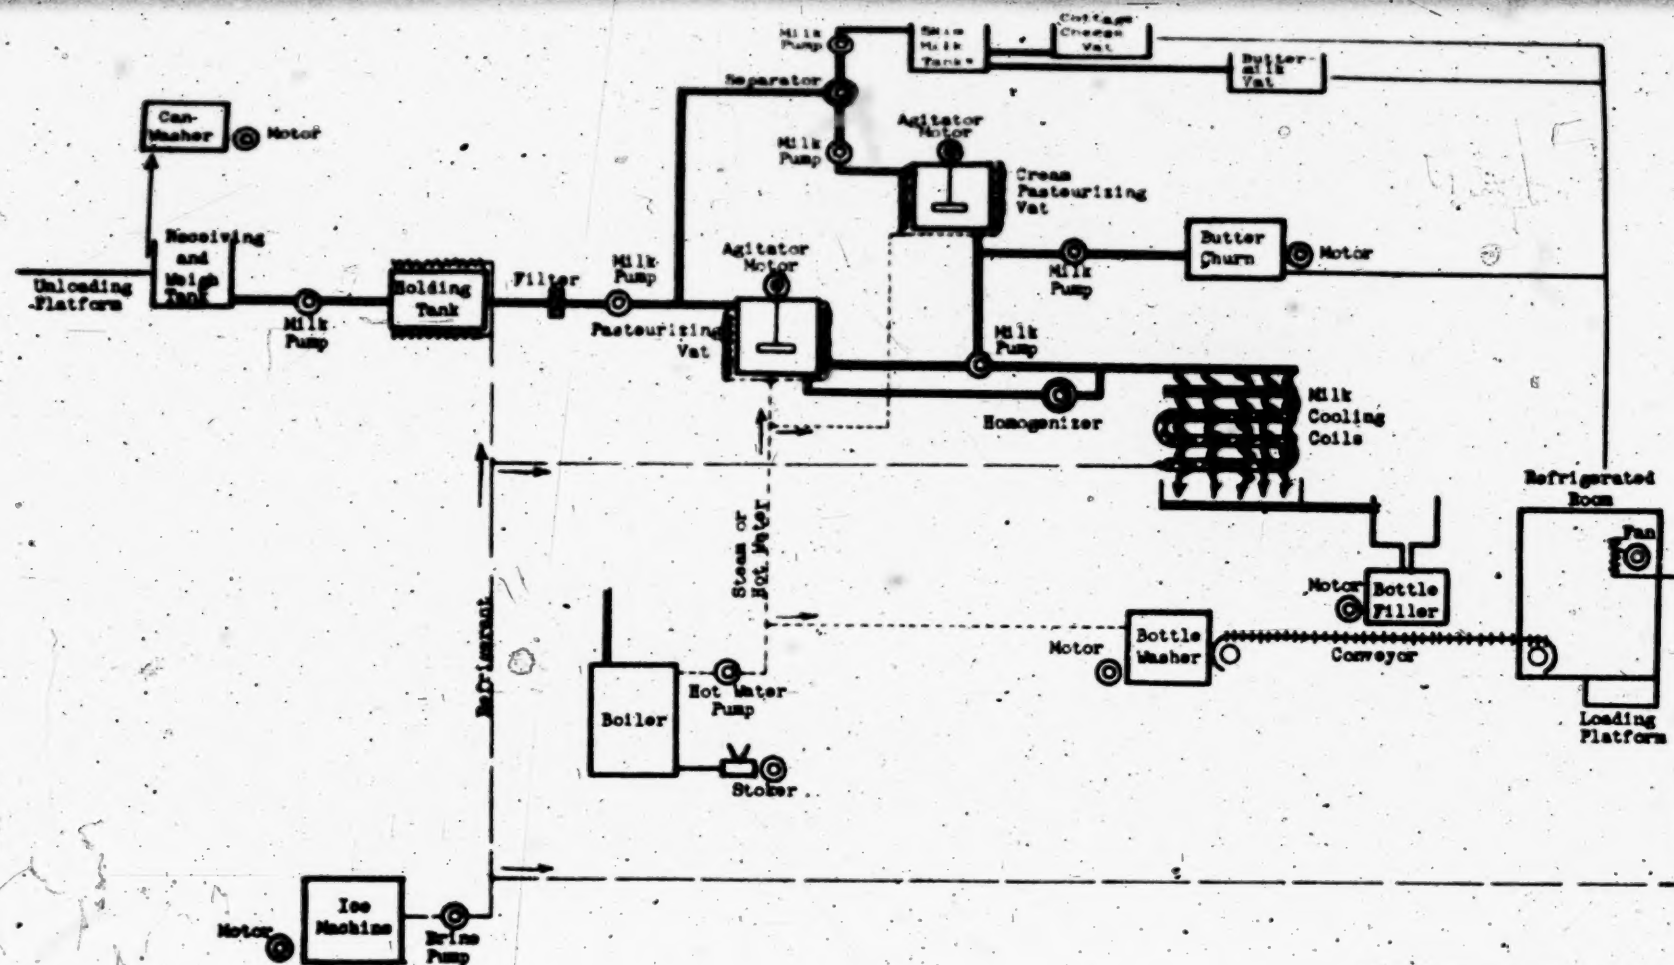 Milk
Pump
Skim
Milk
Tanks
Cottage
Cheese
Vat
Butter-
milk
Vat
Separator
Can-
Washer
Motor
Milk
Pump
Agitator
Motor
Cream
Pasteurizing
Vat
Receiving
and
Weigh
Tank
Unloading
Platform
Milk
Pump
Holding
Tank
Filter
Milk
Pump
Agitator
Motor
Pasteurizing
Vat
Milk
Pump
Butter
Churn
Motor
Milk
Pump
Homogenizer
Milk
Cooling
Coils
Refrigerated
Room
Fan
Steam or
Hot Water
Refrigerant
Motor
Bottle
Filler
Motor
Bottle
Washer
Conveyor
Loading
Platform
Boiler
Hot Water
Pump
Stoker
Motor
Ice
Machine
Brine
Pump